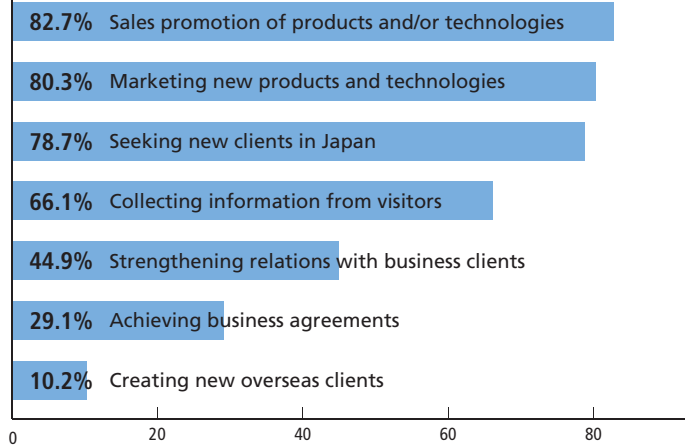 82.7% Sales promotion of products and/or technologies
80.3% Marketing new products and technologies
78.7% Seeking new clients in Japan
66.1% Collecting information from visitors
44.9% Strengthening relations with business clients
29.1% Achieving business agreements
10.2% Creating new overseas clients
0 20 40 60 80